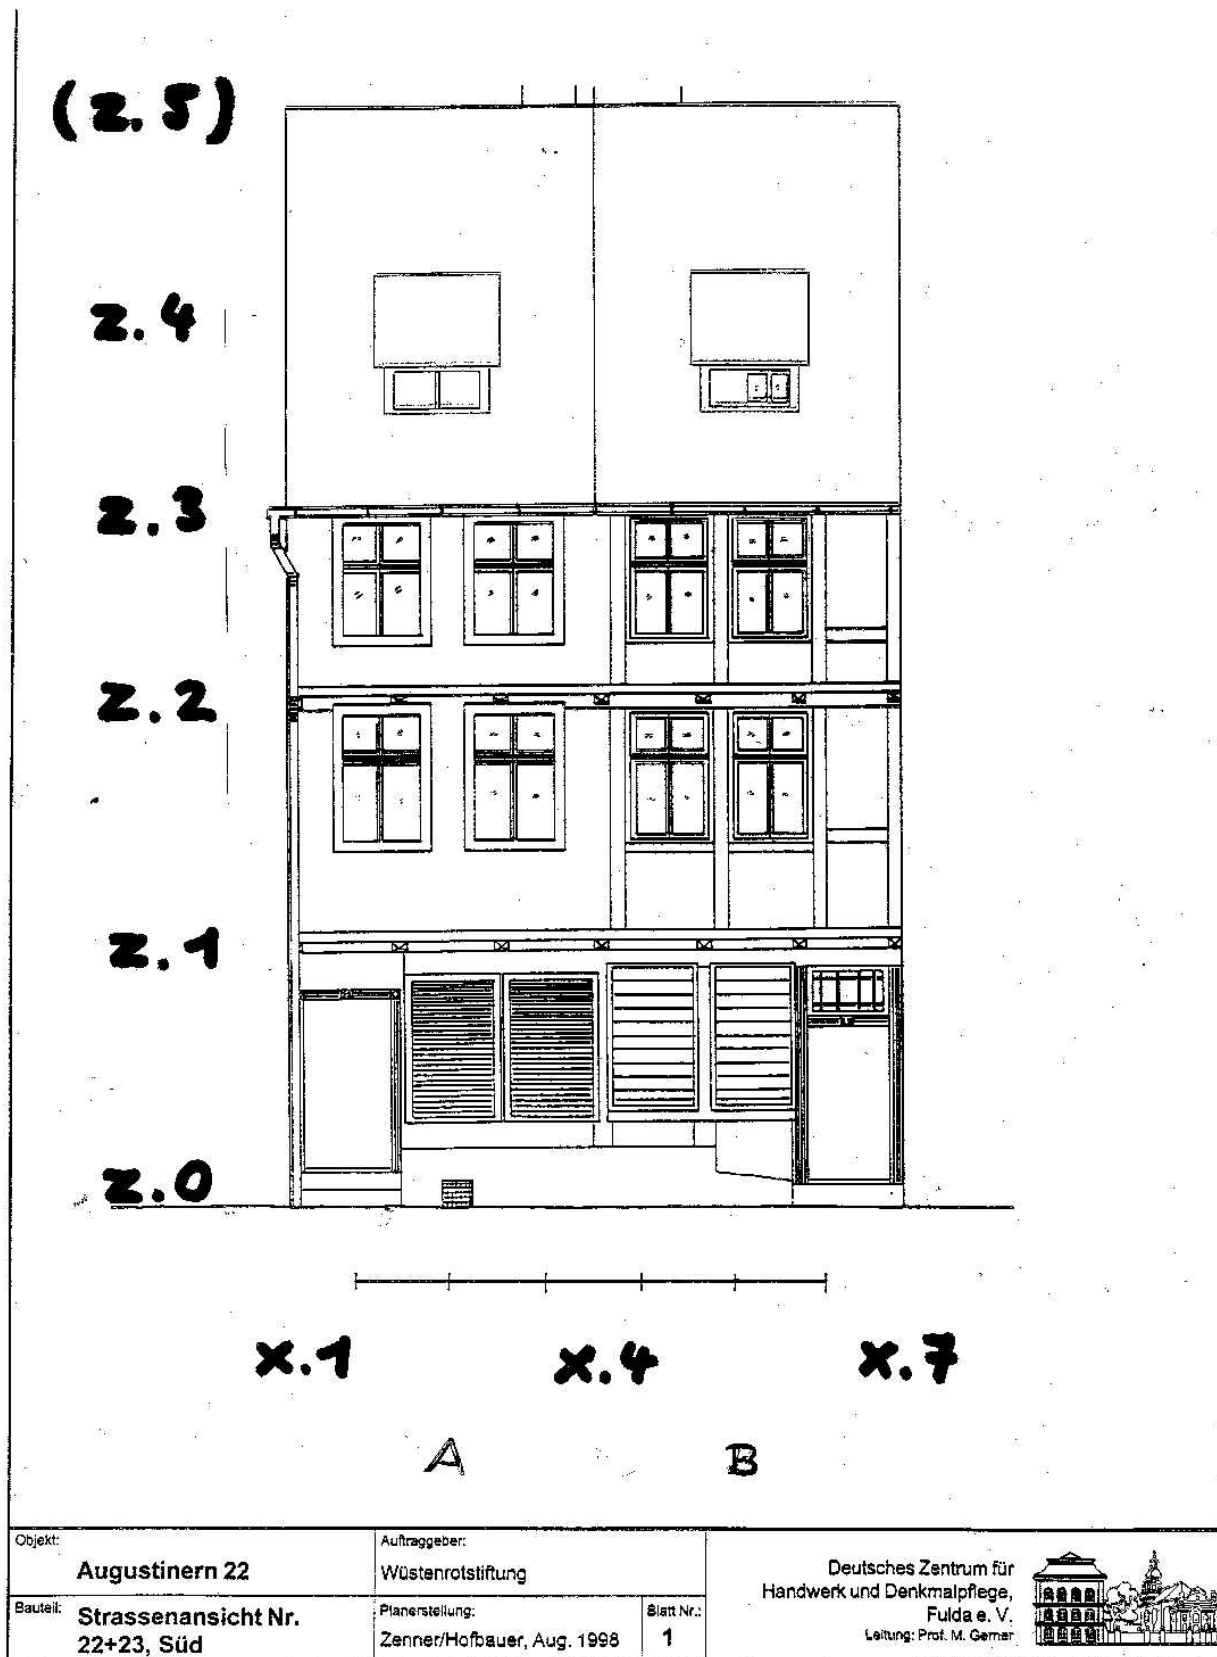 (z.5)
z.4
z.3
z.2
z.1
z.0
x.1 x.4 x.7
A B
Objekt:
Augustinern 22
Auftraggeber:
Wüstenrotstiftung
Bauteil:
Strassenansicht Nr.
22+23, Süd
Planerstellung:
Zenner/Hofbauer, Aug. 1998
Blatt Nr.:
1
Deutsches Zentrum für
Handwerk und Denkmalpflege,
Fulda e. V.
Leitung: Prof. M. Gerner